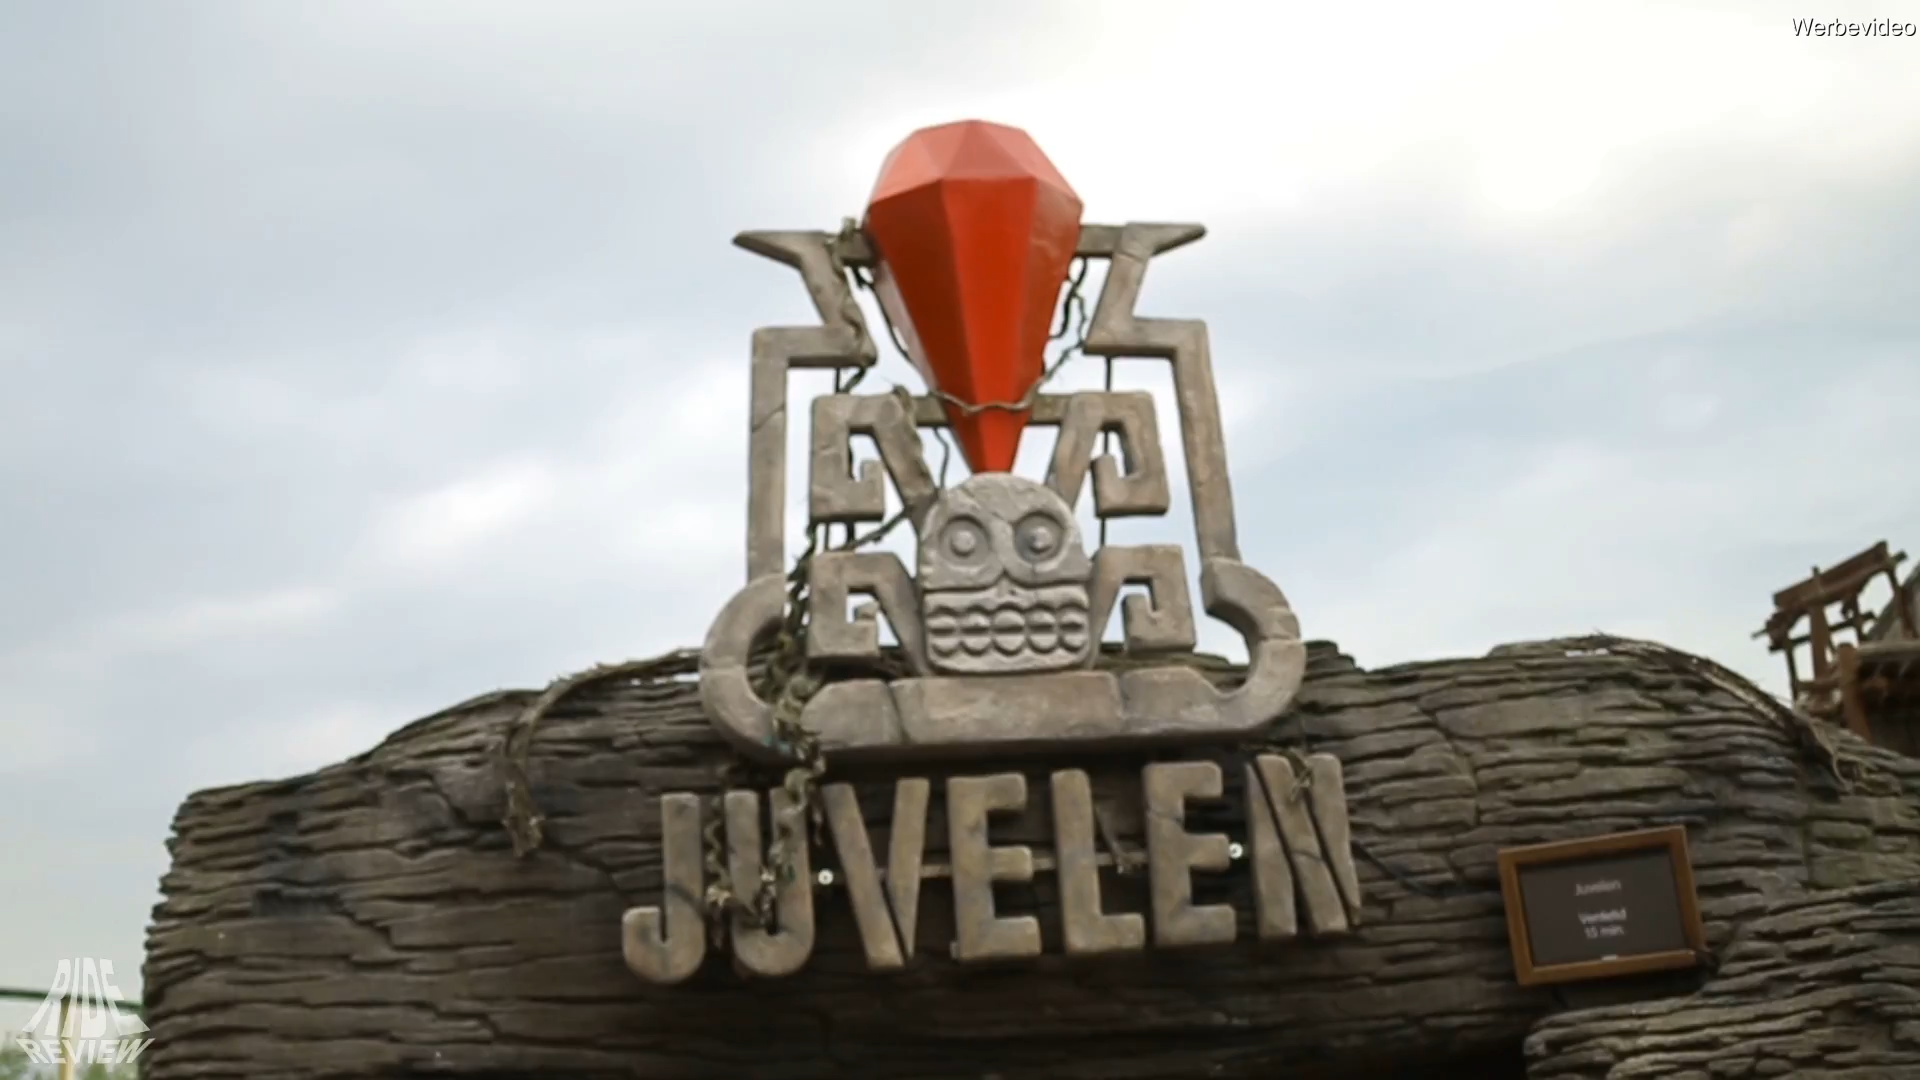 Werbevideo
JUVELEN
Juvelen
Ventetid
15 min.
RIDE
REVIEW